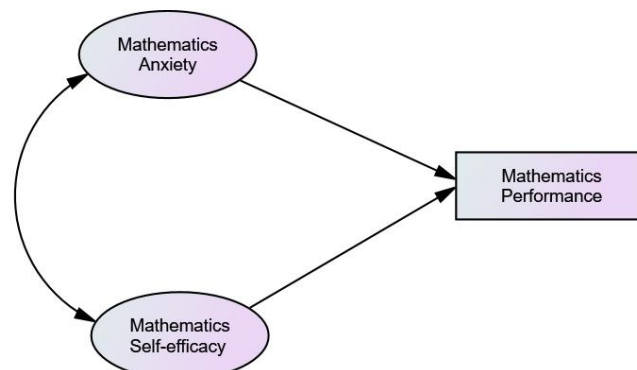 Mathematics
Anxiety
Mathematics
Performance
Mathematics
Self-efficacy